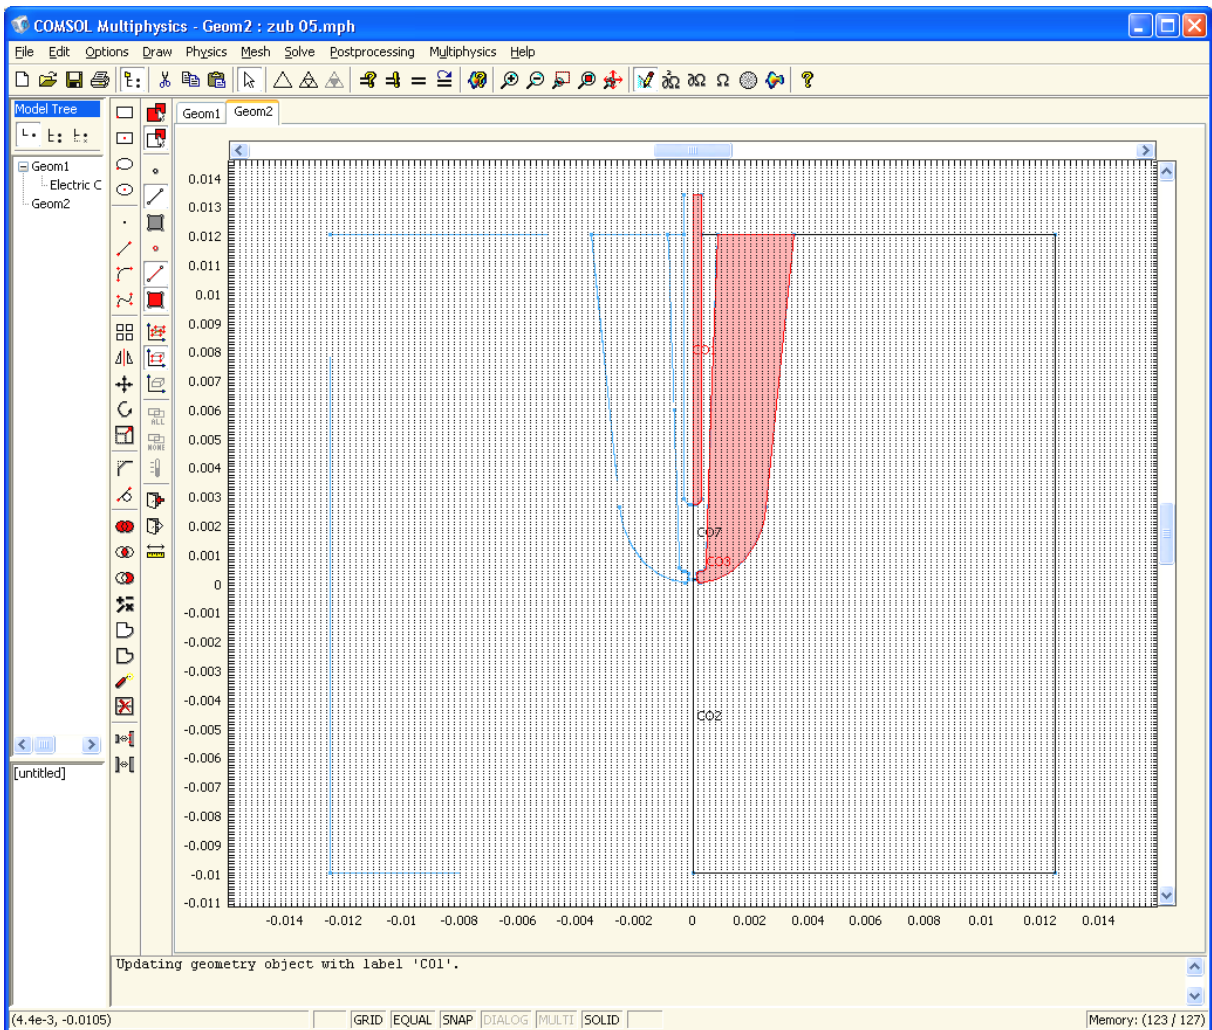 COMSOL Multiphysics - Geom2 : zub 05.mph
File Edit Options Draw Physics Mesh Solve Postprocessing Multiphysics Help
Model Tree
Geom1 Geom2
Geom1
Electric C
Geom2
ALL
NONE
0.014
0.013
0.012
0.011
0.01
0.009
0.008
0.007
0.006
0.005
0.004
0.003
0.002
0.001
0
-0.001
-0.002
-0.003
-0.004
-0.005
-0.006
-0.007
-0.008
-0.009
-0.01
-0.011
CO1
CO7
CO3
CO2
-0.014 -0.012 -0.01 -0.008 -0.006 -0.004 -0.002 0 0.002 0.004 0.006 0.008 0.01 0.012 0.014
[untitled]
Updating geometry object with label 'CO1'.
(4.4e-3, -0.0105) GRID EQUAL SNAP DIALOG MULTI SOLID Memory: (123 / 127)